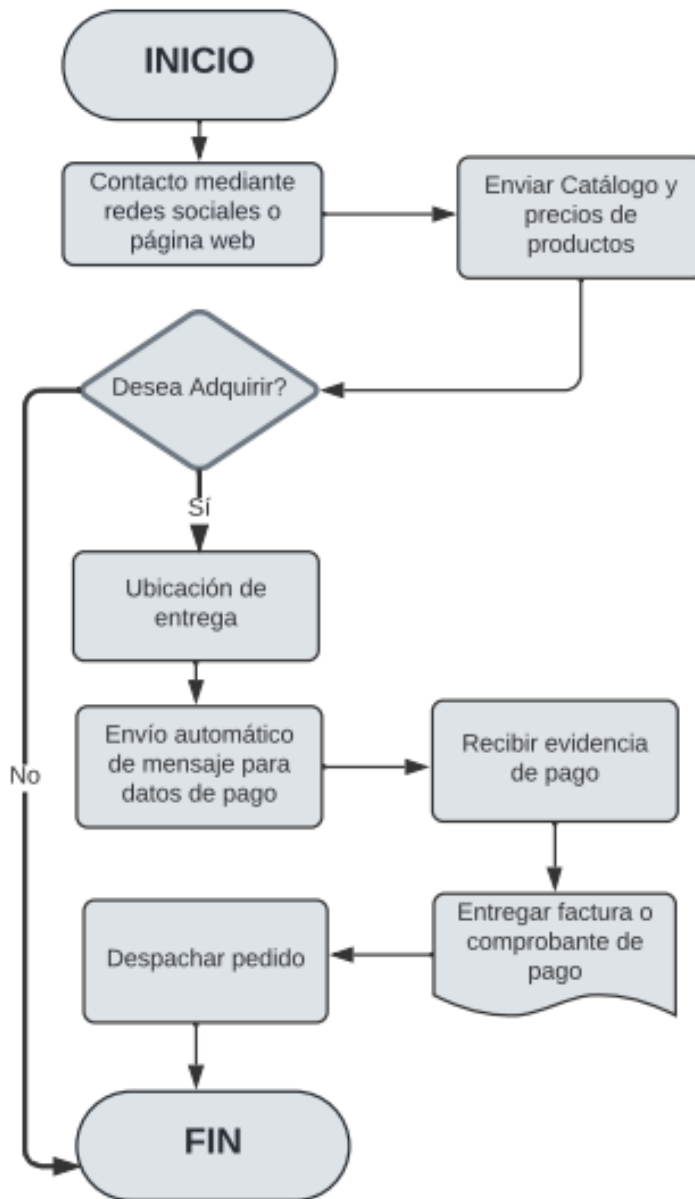 INICIO
Contacto mediante
redes sociales o
página web
Enviar Catálogo y
precios de
productos
Desea Adquirir?
Sí
Ubicación de
entrega
Envío automático
de mensaje para
datos de pago
Recibir evidencia
de pago
No
Entregar factura o
comprobante de
pago
Despachar pedido
FIN